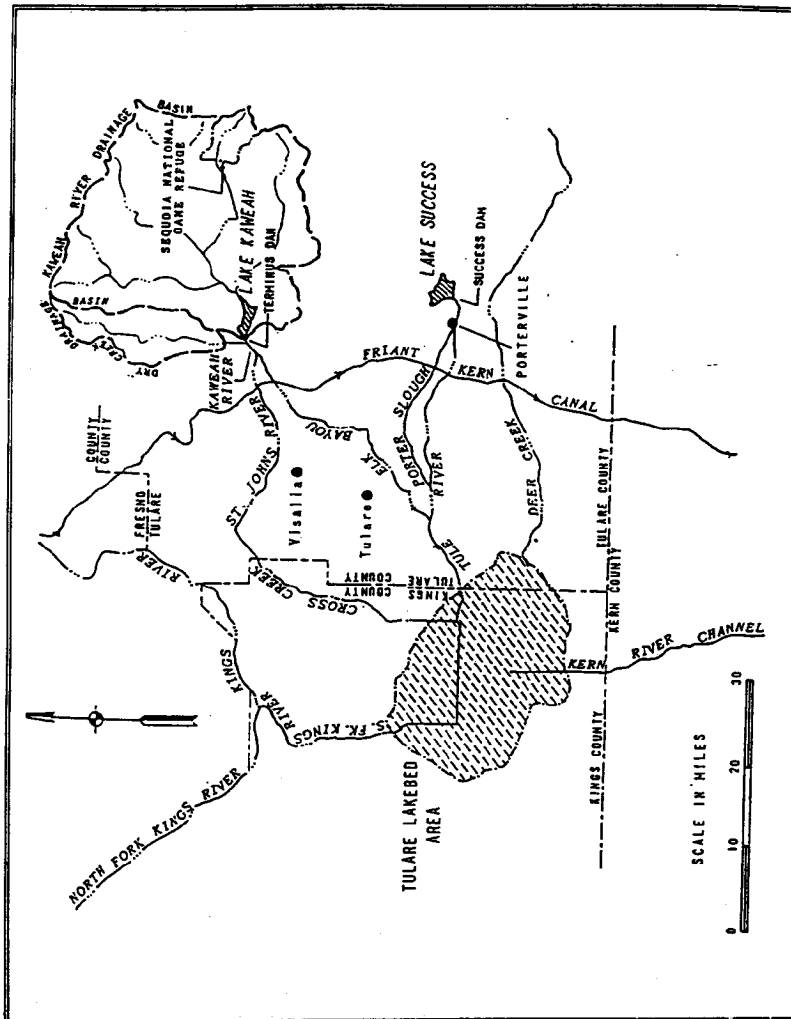 DRY CREEK DRAINAGE BASIN
KAWEAH RIVER DRAINAGE BASIN
SEQUOIA NATIONAL
GAME REFUGE
LAKE KAWEAH
TERMINUS DAM
KAWEAH
RIVER
COUNTY
COUNTY
FRESNO
TULARE
ST. JOHNS RIVER
FRIANT KERN CANAL
ELK BAYOU
Visalia
Tulare
LAKE SUCCESS
SUCCESS DAM
PORTERVILLE
PORTER SLOUGH
TULE RIVER
DEER CREEK
CROSS CREEK
KINGS COUNTY
TULARE COUNTY
KINGS RIVER
NORTH FORK KINGS RIVER
S. FK. KINGS RIVER
TULARE LAKEBED
AREA
KERN RIVER CHANNEL
TULARE COUNTY
KERN COUNTY
KINGS COUNTY
SCALE IN MILES
0 10 20 30